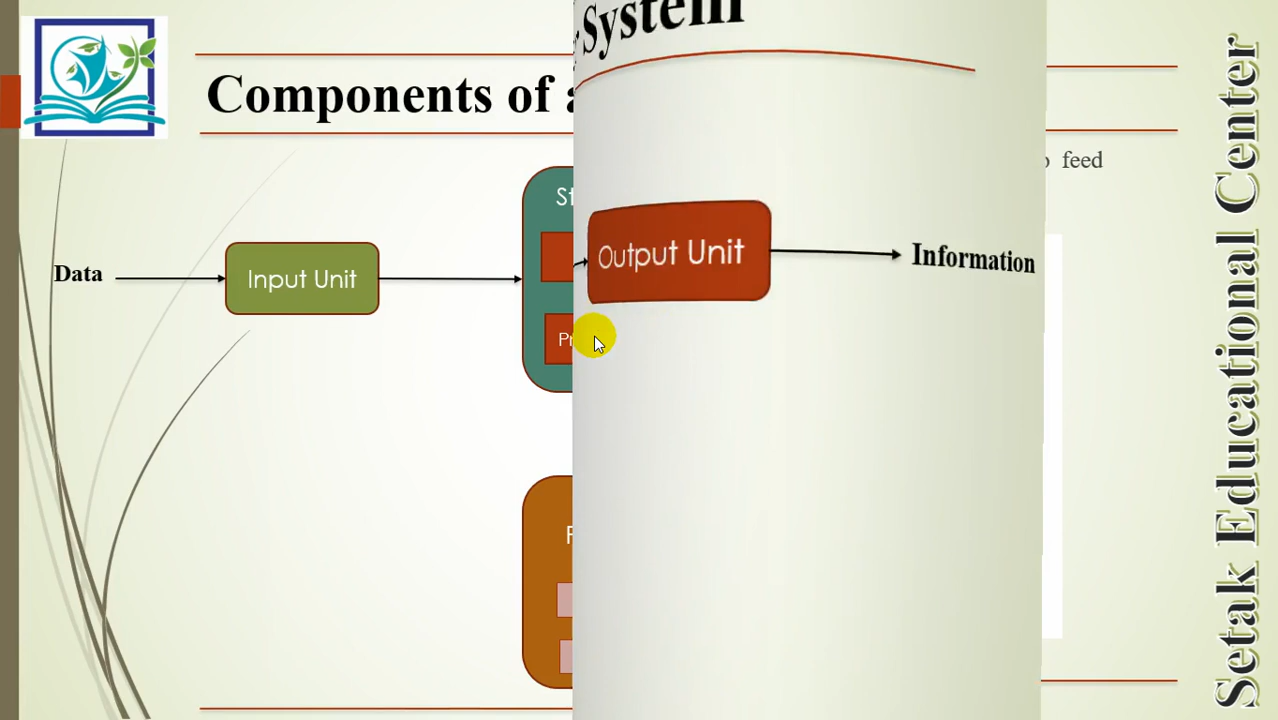 System
Components of a
feed
Data
Input Unit
Output Unit
Information
Setak Educational Center